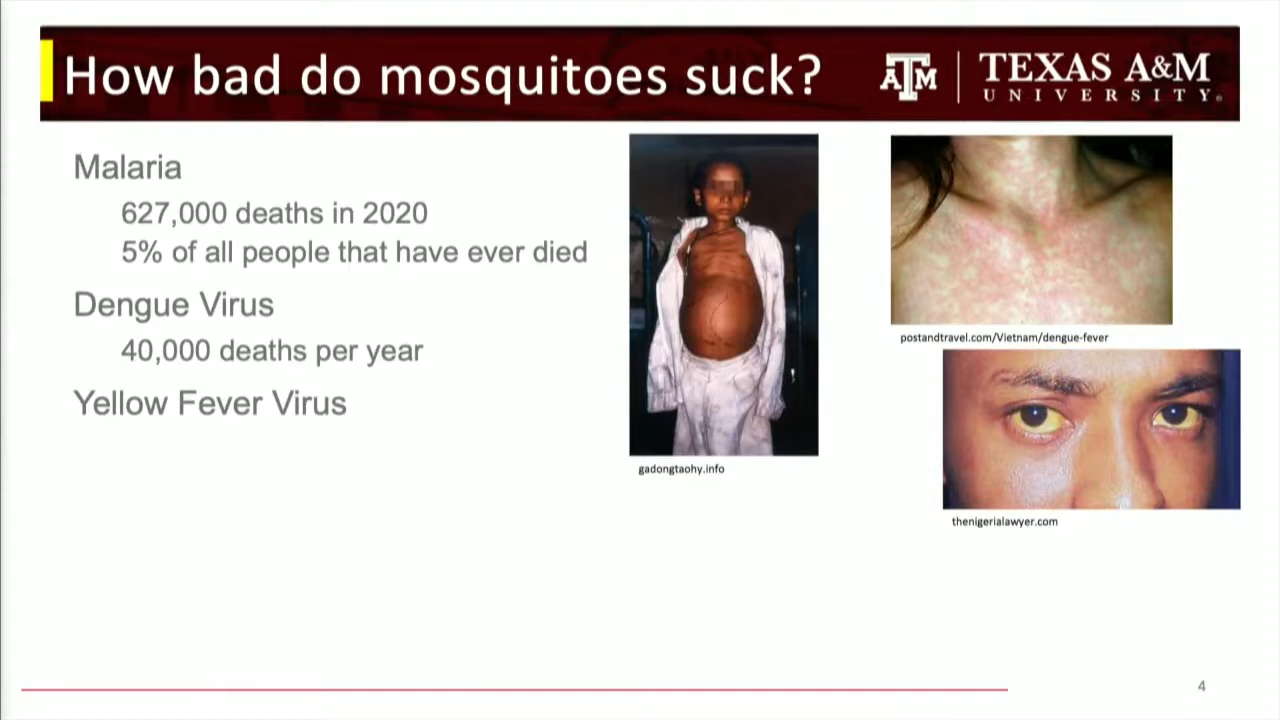 How bad do mosquitoes suck?
ĀTM
TEXAS A&M
UNIVERSITY®
Malaria
627,000 deaths in 2020
5% of all people that have ever died
Dengue Virus
40,000 deaths per year
Yellow Fever Virus
gadongtaohy.info
postandtravel.com/Vietnam/dengue-fever
thenigerialawyer.com
4